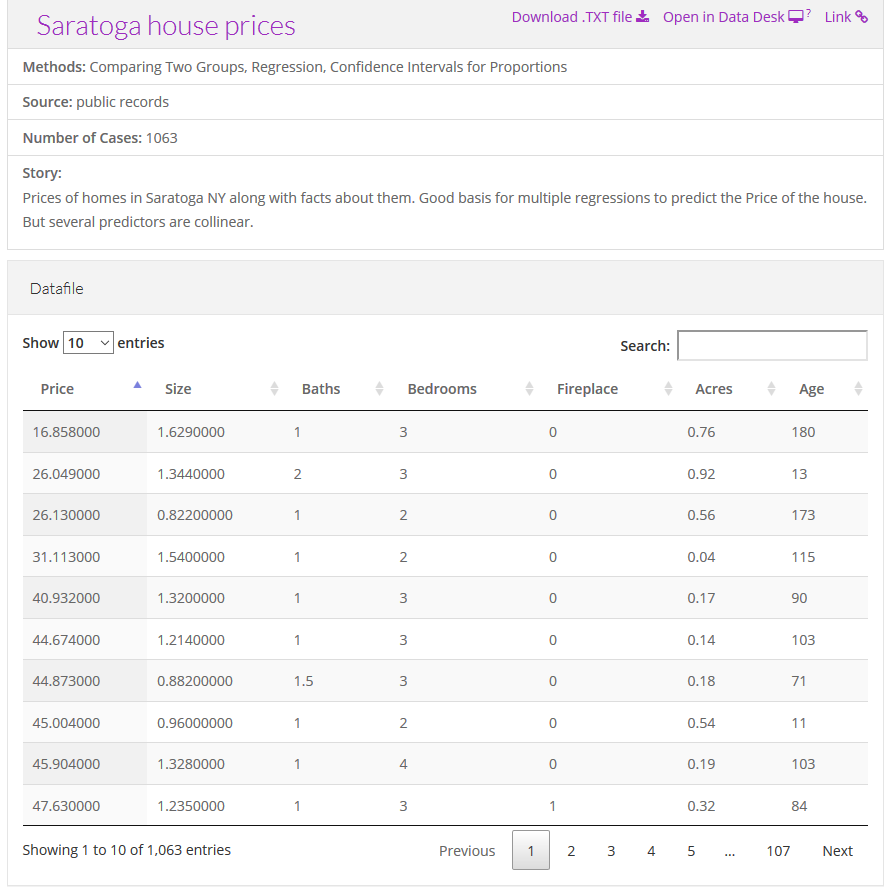 Saratoga house prices
Download .TXT file Open in Data Desk ? Link
Methods: Comparing Two Groups, Regression, Confidence Intervals for Proportions
Source: public records
Number of Cases: 1063
Story:
Prices of homes in Saratoga NY along with facts about them. Good basis for multiple regressions to predict the Price of the house.
But several predictors are collinear.
Datafile
Show 10 entries
Search:
Price Size Baths Bedrooms Fireplace Acres Age
16.858000 1.6290000 1 3 0 0.76 180
26.049000 1.3440000 2 3 0 0.92 13
26.130000 0.82200000 1 2 0 0.56 173
31.113000 1.5400000 1 2 0 0.04 115
40.932000 1.3200000 1 3 0 0.17 90
44.674000 1.2140000 1 3 0 0.14 103
44.873000 0.88200000 1.5 3 0 0.18 71
45.004000 0.96000000 1 2 0 0.54 11
45.904000 1.3280000 1 4 0 0.19 103
47.630000 1.2350000 1 3 1 0.32 84
Showing 1 to 10 of 1,063 entries
Previous 1 2 3 4 5 ... 107 Next